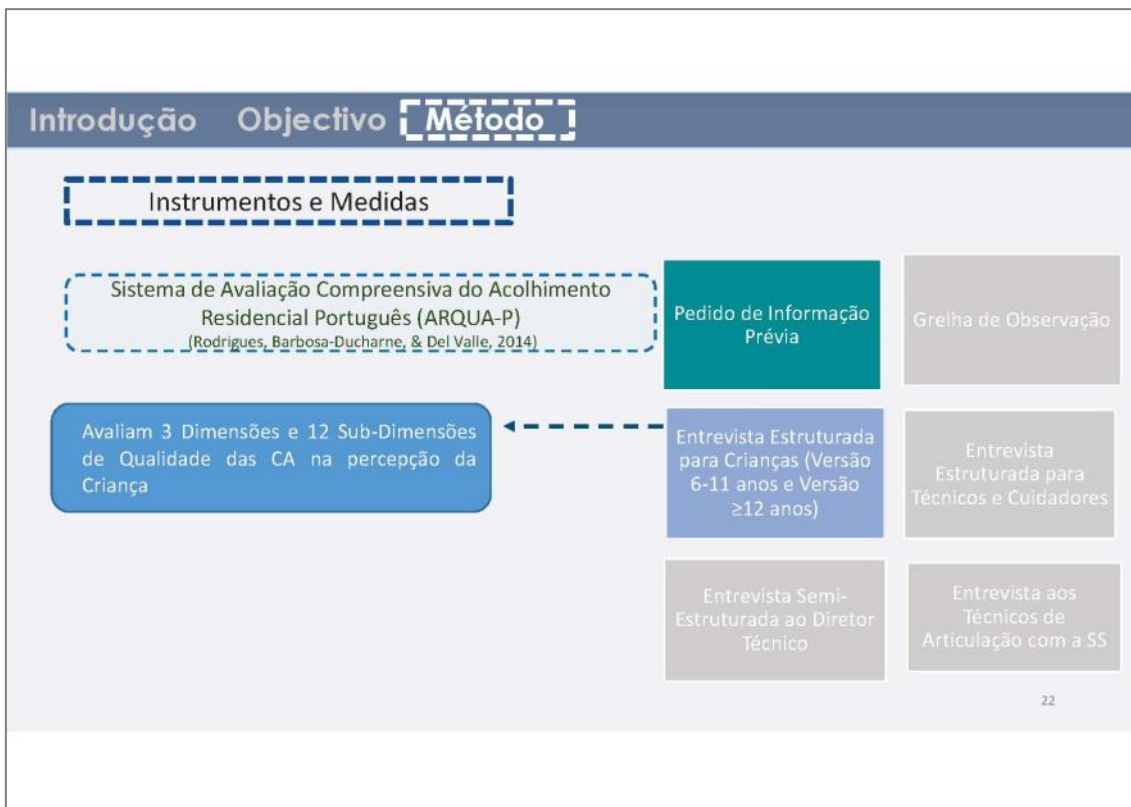 Introdução Objectivo Método
Instrumentos e Medidas
Sistema de Avaliação Compreensiva do Acolhimento
Residencial Português (ARQUA-P)
(Rodrigues, Barbosa-Ducharne, & Del Valle, 2014)
Pedido de Informação
Prévia
Grelha de Observação
Avaliam 3 Dimensões e 12 Sub-Dimensões
de Qualidade das CA na percepção da
Criança
Entrevista Estruturada
para Crianças (Versão
6-11 anos e Versão
≥12 anos)
Entrevista
Estruturada para
Técnicos e Cuidadores
Entrevista Semi-
Estruturada ao Diretor
Técnico
Entrevista aos
Técnicos de
Articulação com a SS
22